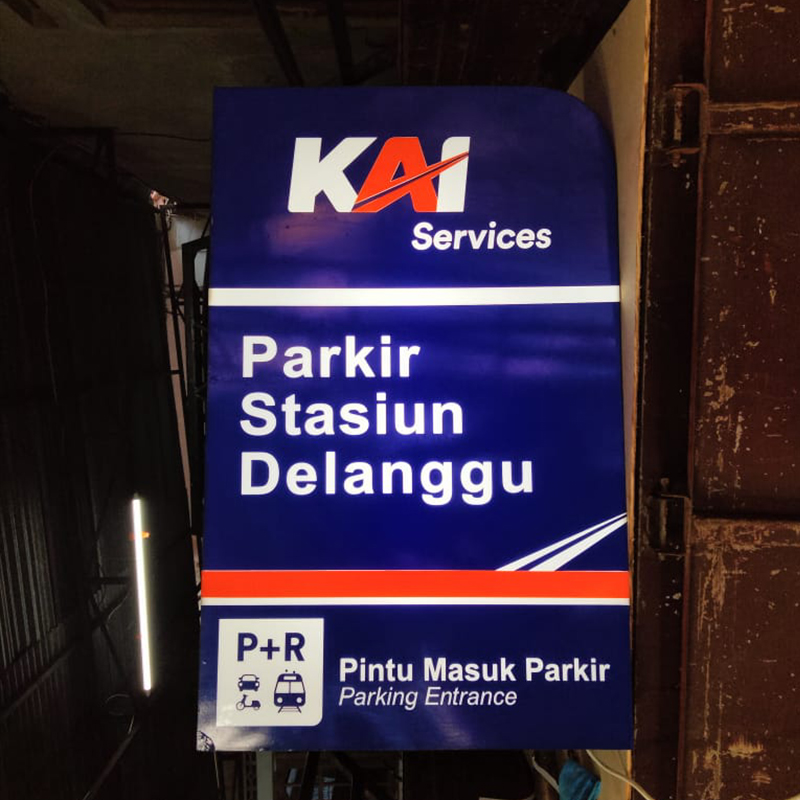 KAI
Services
Parkir
Stasiun
Delanggu
P+R
Pintu Masuk Parkir
Parking Entrance